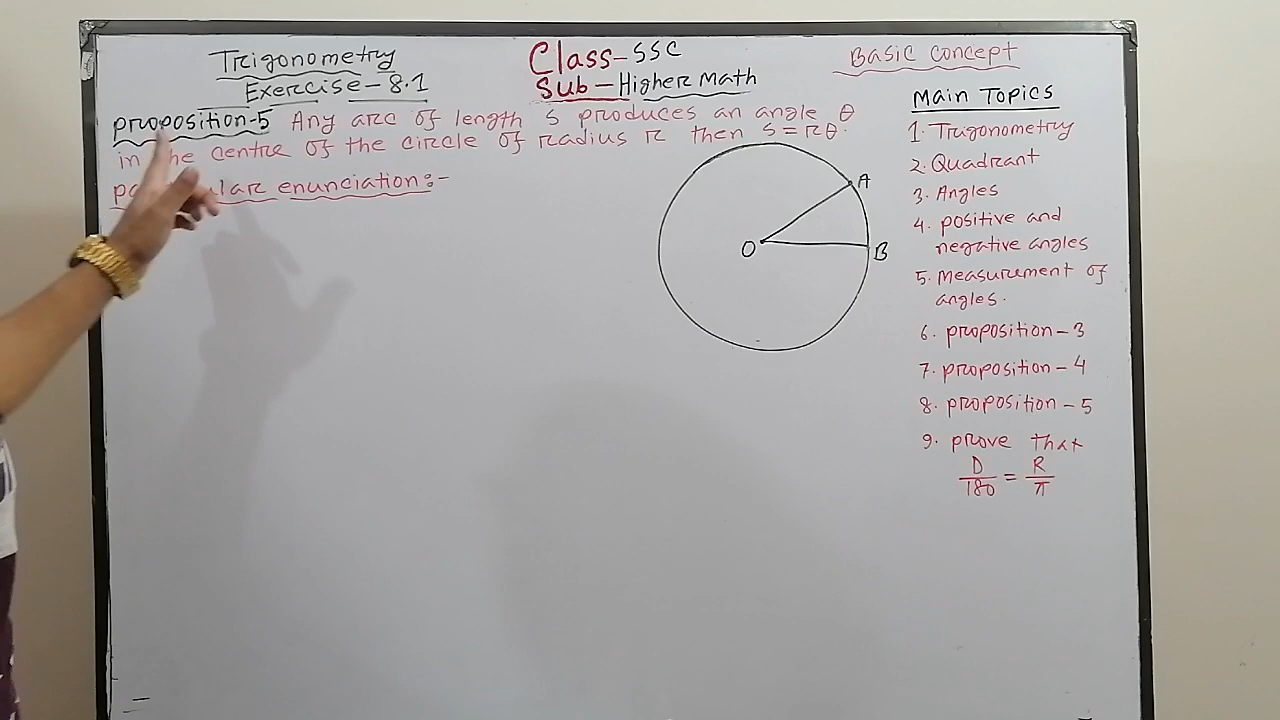 Trigonometry
Exercise - 8.1
Class - SSC
Sub - Higher Math
Basic Concept
proposition-5 Any arc of length s produces an angle θ
in the centre of the circle of radius r then s = rθ.
enunciation:-
A
O
B
Main Topics
1. Trigonometry
2. Quadrant
3. Angles
4. positive and
negative angles
5. Measurement of
angles.
6. proposition - 3
7. proposition - 4
8. proposition - 5
9. prove that
D/180 = R/π